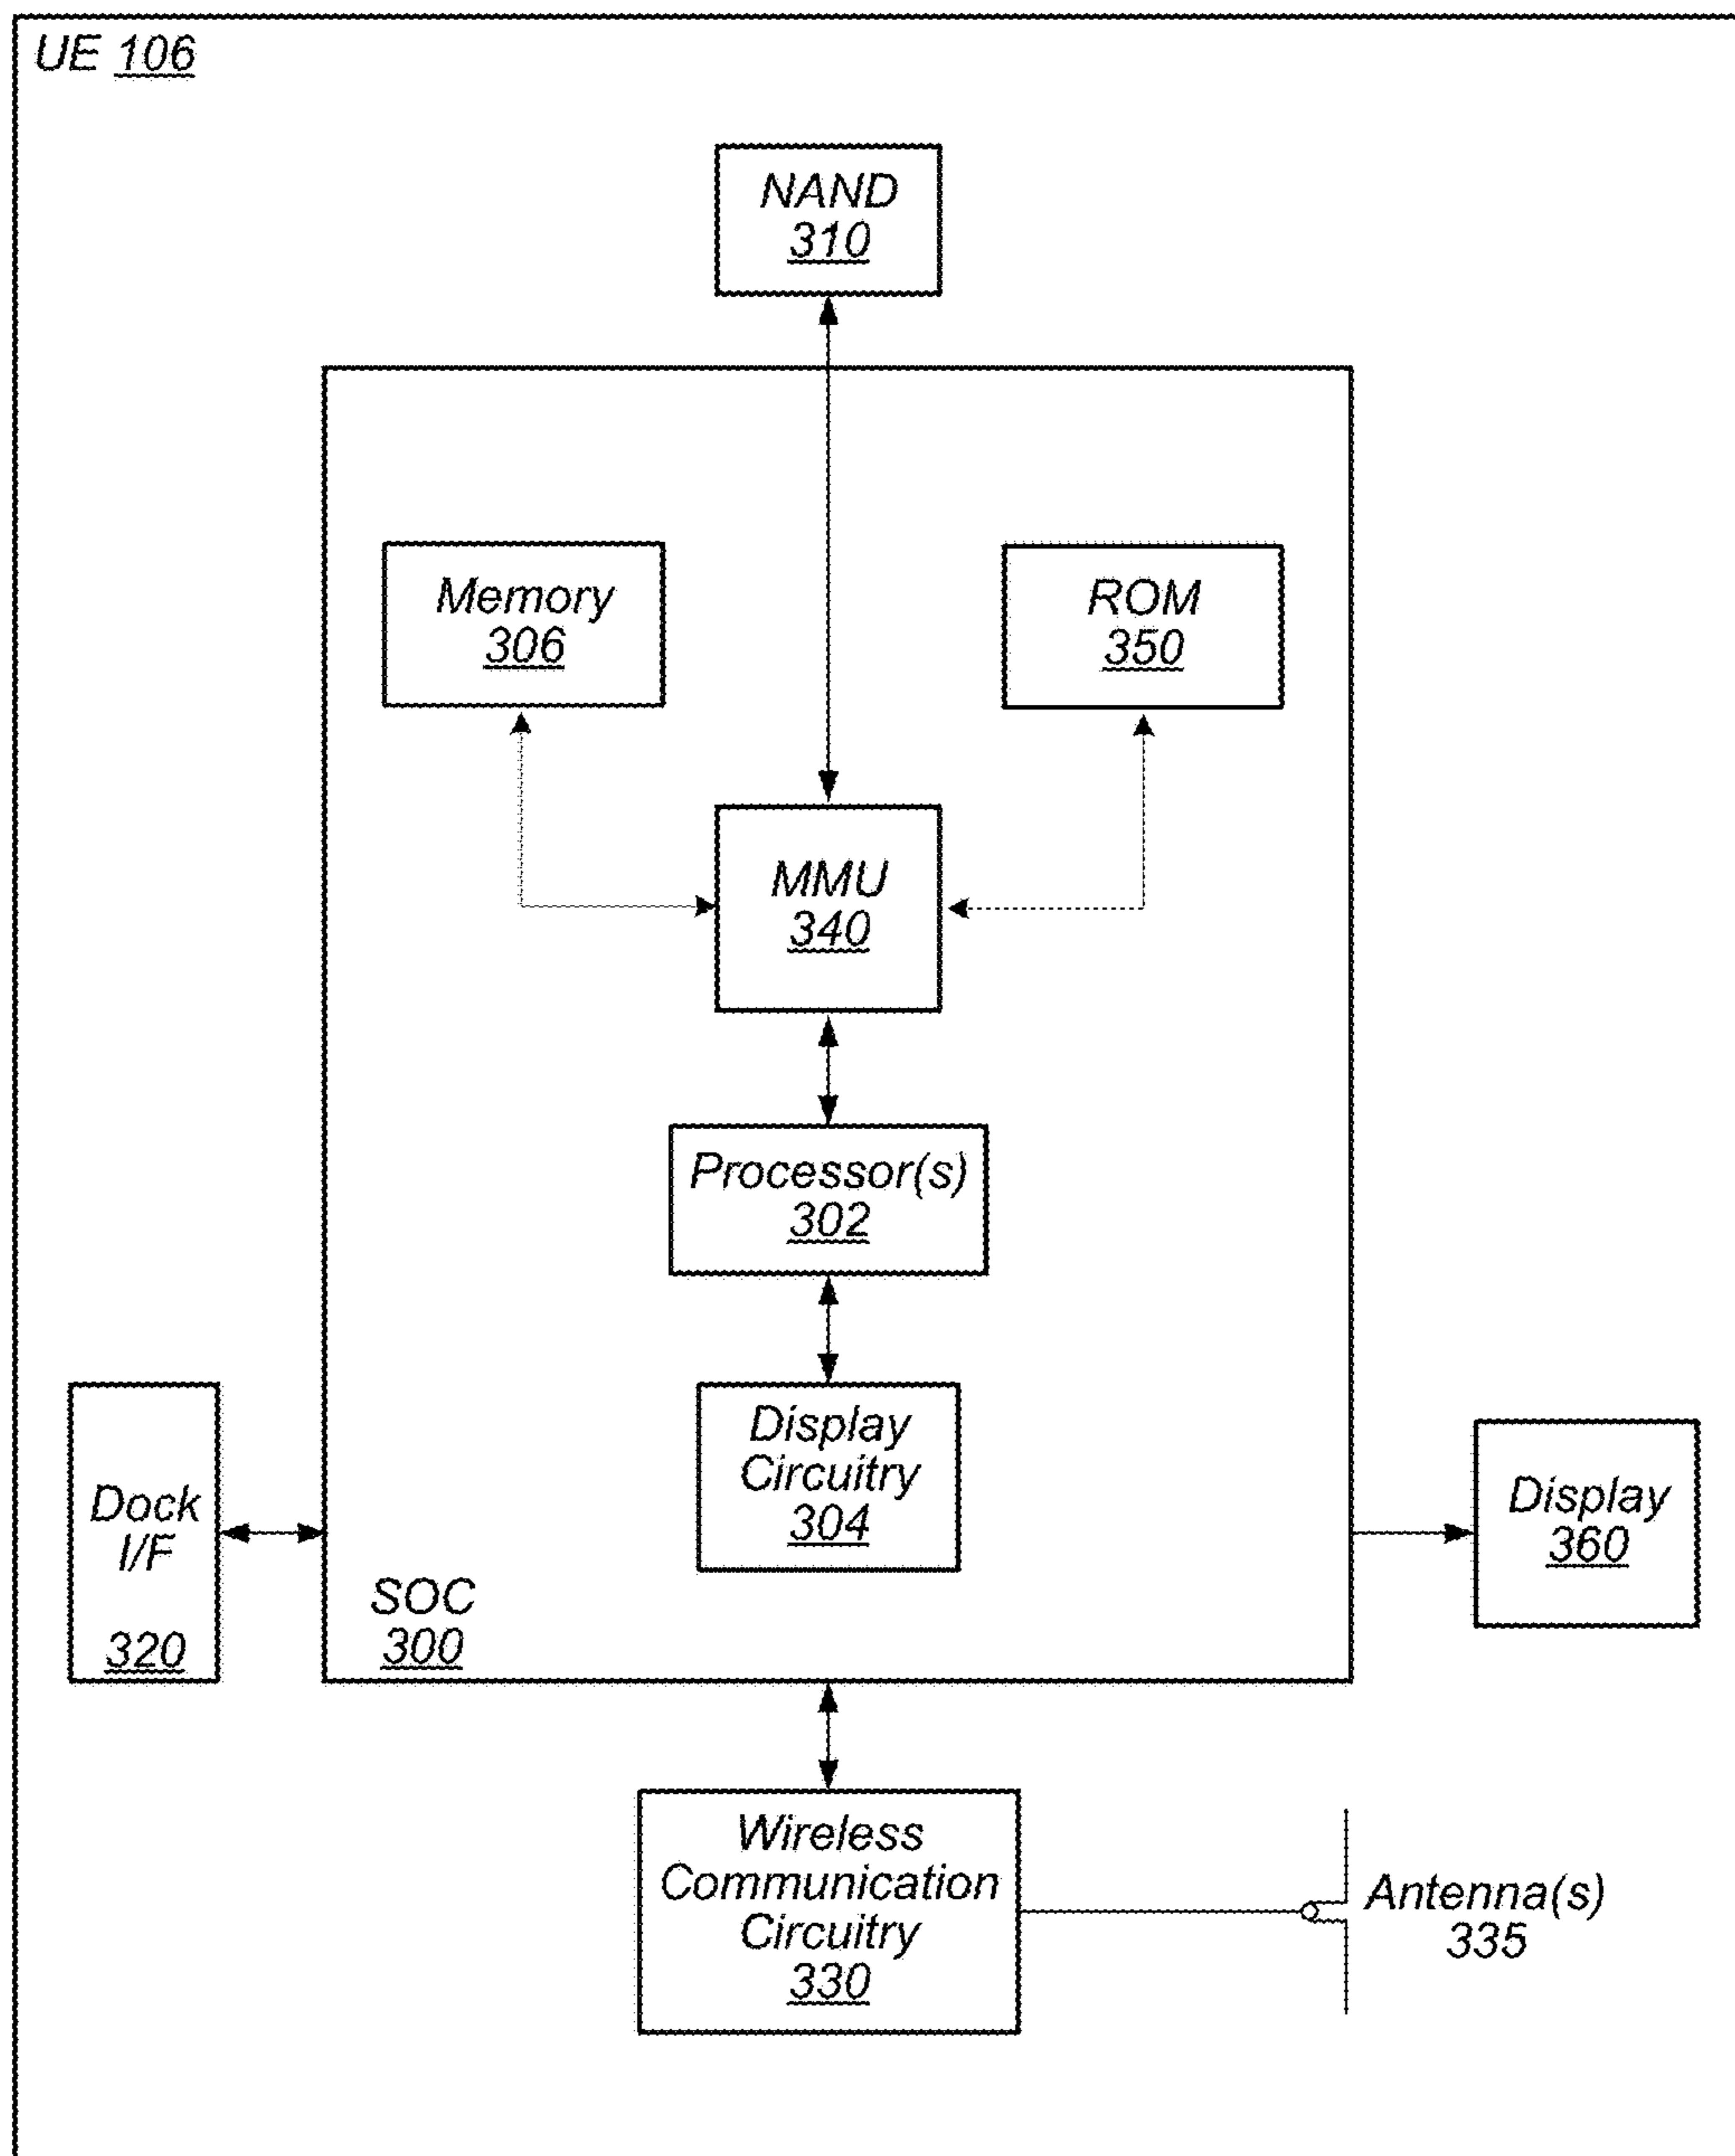 UE 106
NAND
310
Memory
306
ROM
350
MMU
340
Processor(s)
302
Display
Circuitry
304
Dock
I/F
320
SOC
300
Display
360
Wireless
Communication
Circuitry
330
Antenna(s)
335